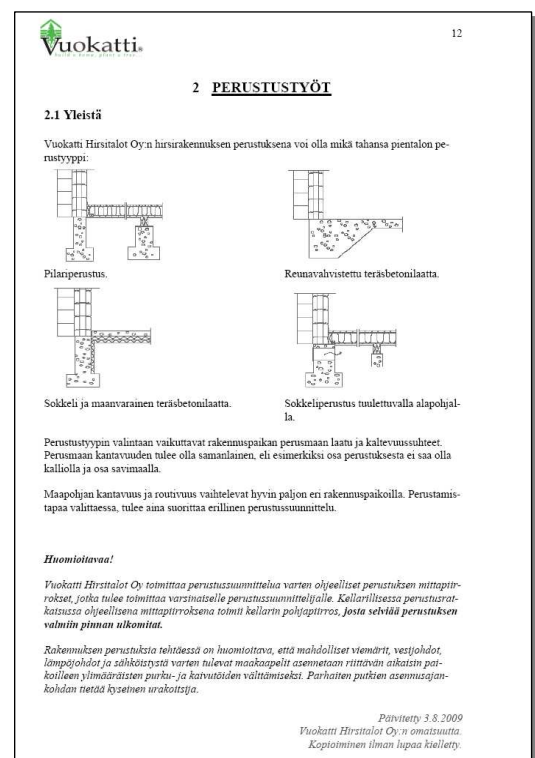 Vuokatti®
build a home, plant a tree...
12
2 PERUSTUSTYÖT
2.1 Yleistä
Vuokatti Hirsitalot Oy:n hirsirakennuksen perustuksena voi olla mikä tahansa pientalon pe-
rustyyppi:
Pilariperustus.
Reunavahvistettu teräsbetonilaatta.
Sokkeli ja maanvarainen teräsbetonilaatta.
Sokkeliperustus tuulettuvalla alapohjal-
la.
Perustustyypin valintaan vaikuttavat rakennuspaikan perusmaan laatu ja kaltevuussuhteet.
Perusmaan kantavuuden tulee olla samanlainen, eli esimerkiksi osa perustuksesta ei saa olla
kalliolla ja osa savimaalla.
Maapohjan kantavuus ja routivuus vaihtelevat hyvin paljon eri rakennuspaikoilla. Perustamis-
tapaa valittaessa, tulee aina suorittaa erillinen perustussuunnittelu.
Huomioitavaa!
Vuokatti Hirsitalot Oy toimittaa perustussuunnittelua varten ohjeelliset perustuksen mittapiir-
rokset, jotka tulee toimittaa varsinaiselle perustussuunnittelijalle. Kellarillisessa perustusrat-
kaisussa ohjeellisena mittapiirroksena toimii kellarin pohjapiirros, josta selviää perustuksen
valmiin pinnan ulkomitat.
Rakennuksen perustuksia tehtäessä on huomioitava, että mahdolliset viemärit, vesijohdot,
lämpöjohdot ja sähköistystä varten tulevat maakaapelit asennetaan riittävän aikaisin pai-
koilleen ylimääräisten purku- ja kaivutöiden välttämiseksi. Parhaiten putkien asennusajan-
kohdan tietää kyseinen urakoitsija.
Päivitetty 3.8.2009
Vuokatti Hirsitalot Oy:n omaisuutta.
Kopioiminen ilman lupaa kielletty.